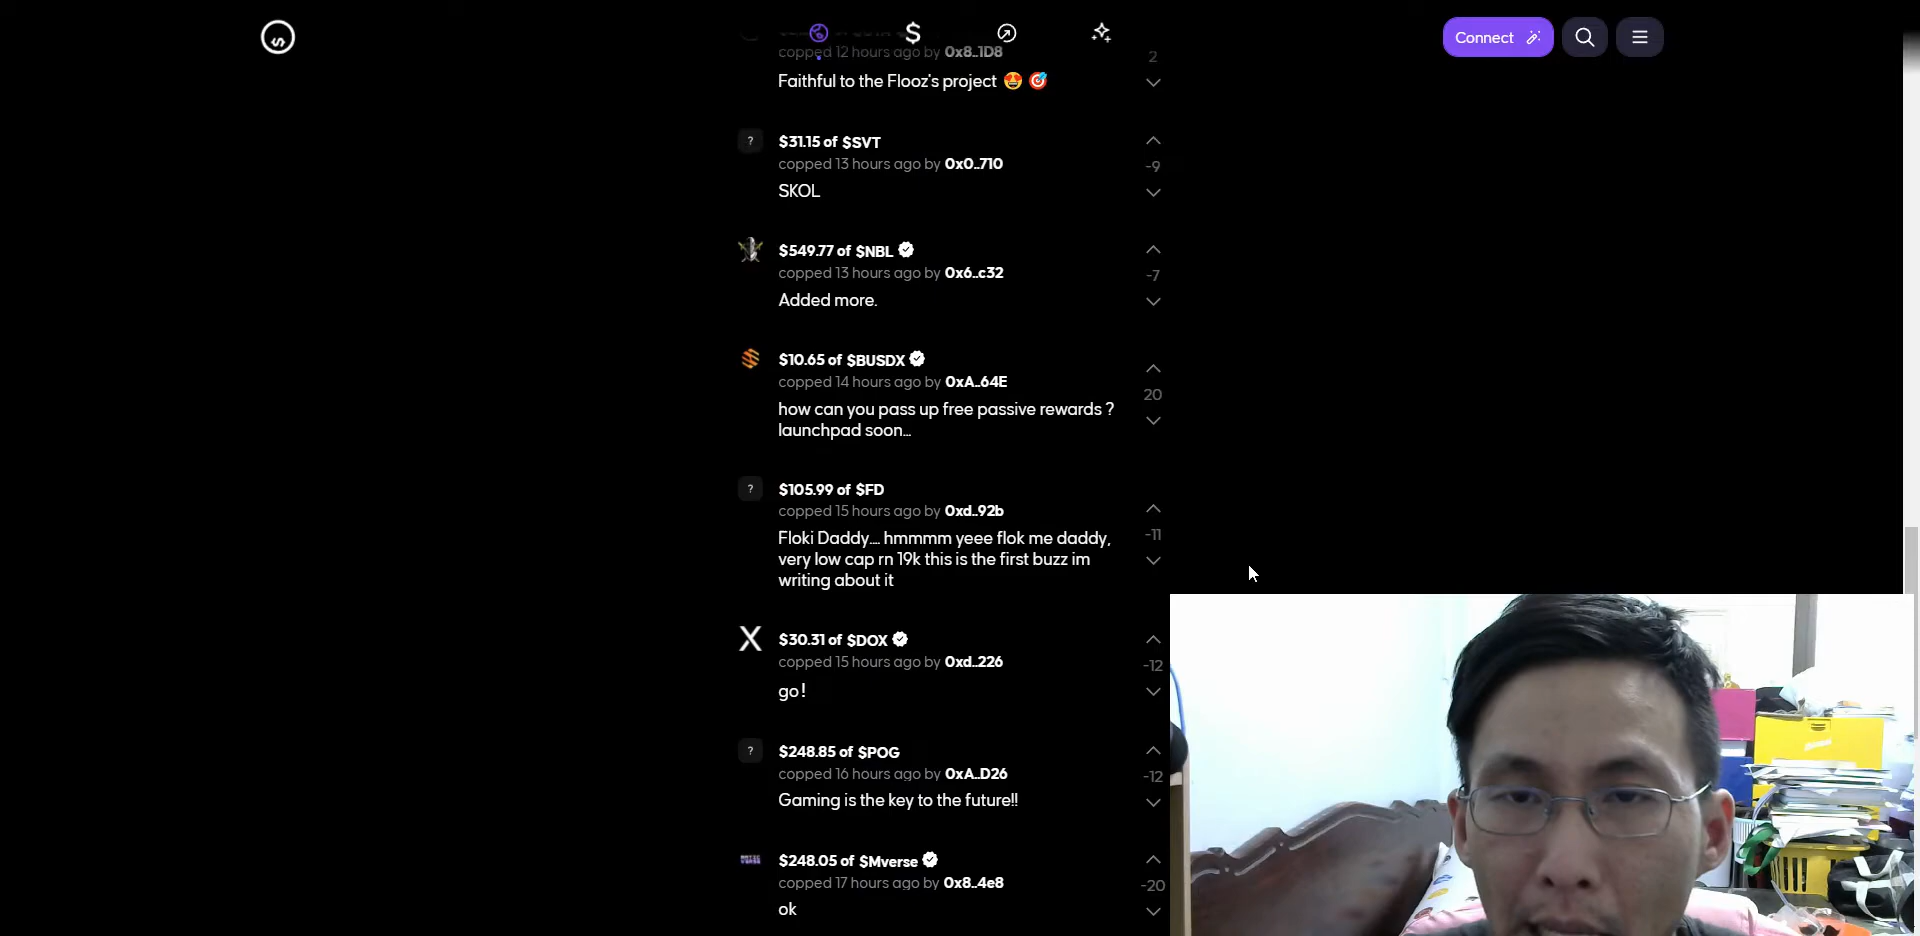 $
Connect
copped 12 hours ago by 0x8..1D8
2
Faithful to the Flooz's project 😍 🎯
? $31.15 of $SVT
copped 13 hours ago by 0x0..710
-9
SKOL
$549.77 of $NBL
copped 13 hours ago by 0x6..c32
-7
Added more.
$10.65 of $BUSDX
copped 14 hours ago by 0xA..64E
20
how can you pass up free passive rewards ?
launchpad soon...
? $105.99 of $FD
copped 15 hours ago by 0xd..92b
-11
Floki Daddy.... hmmmm yeee flok me daddy,
very low cap rn 19k this is the first buzz im
writing about it
X $30.31 of $DOX
copped 15 hours ago by 0xd..226
-12
go!
? $248.85 of $POG
copped 16 hours ago by 0xA..D26
-12
Gaming is the key to the future!!
$248.05 of $Mverse
copped 17 hours ago by 0x8..4e8
-20
ok